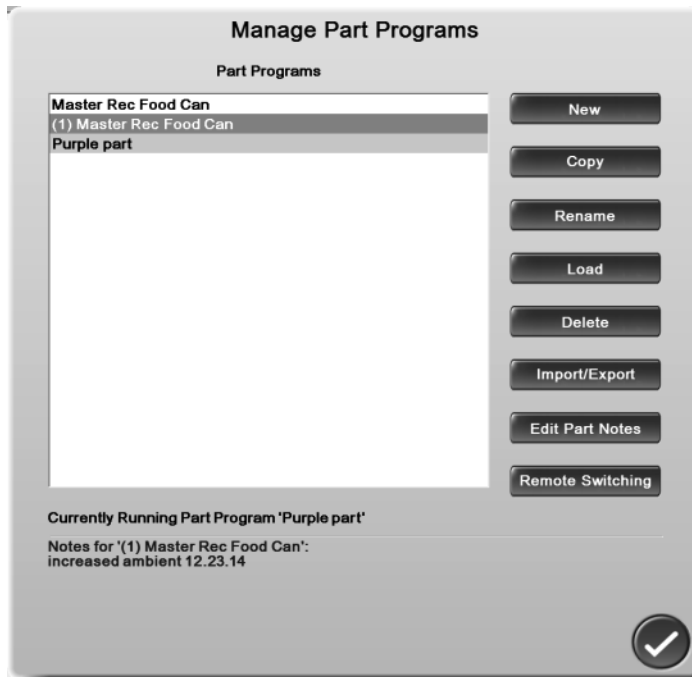 Manage Part Programs
Part Programs
Master Rec Food Can
(1) Master Rec Food Can
Purple part
New
Copy
Rename
Load
Delete
Import/Export
Edit Part Notes
Remote Switching
Currently Running Part Program 'Purple part'
Notes for '(1) Master Rec Food Can':
increased ambient 12.23.14